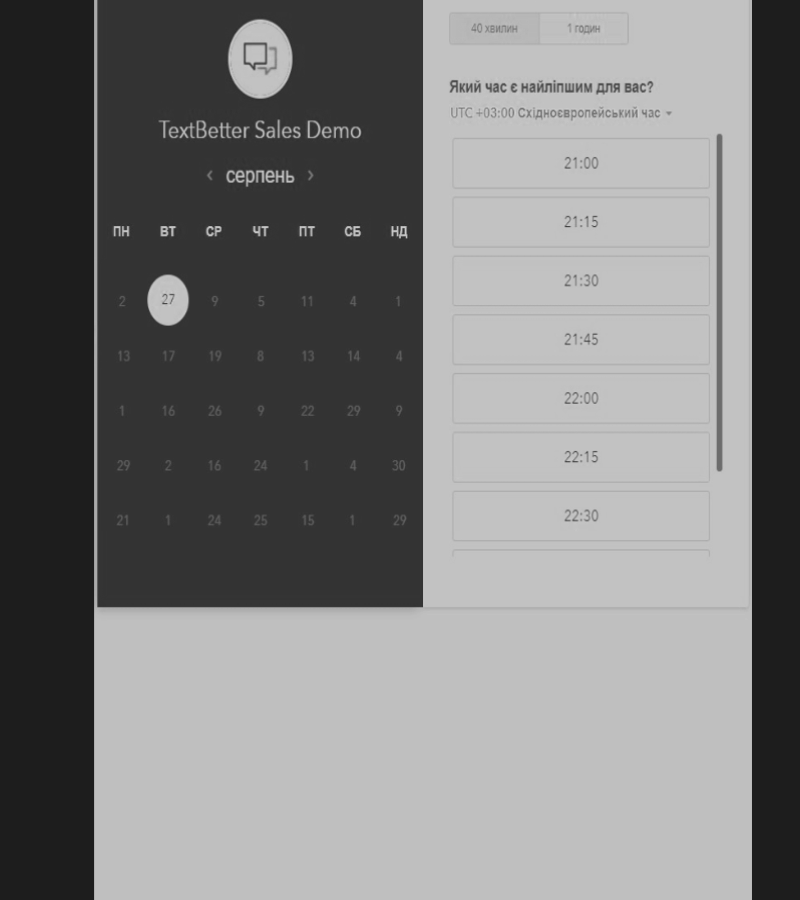 TextBetter Sales Demo
серпень
ПН ВТ СР ЧТ ПТ СБ НД
2 27 9 5 11 4 1
13 17 19 8 13 14 4
1 16 26 9 22 29 9
29 2 16 24 1 4 30
21 1 24 25 15 1 29
40 хвилин 1 годин
Який час є найліпшим для вас?
UTC +03:00 Східноєвропейський час
21:00
21:15
21:30
21:45
22:00
22:15
22:30